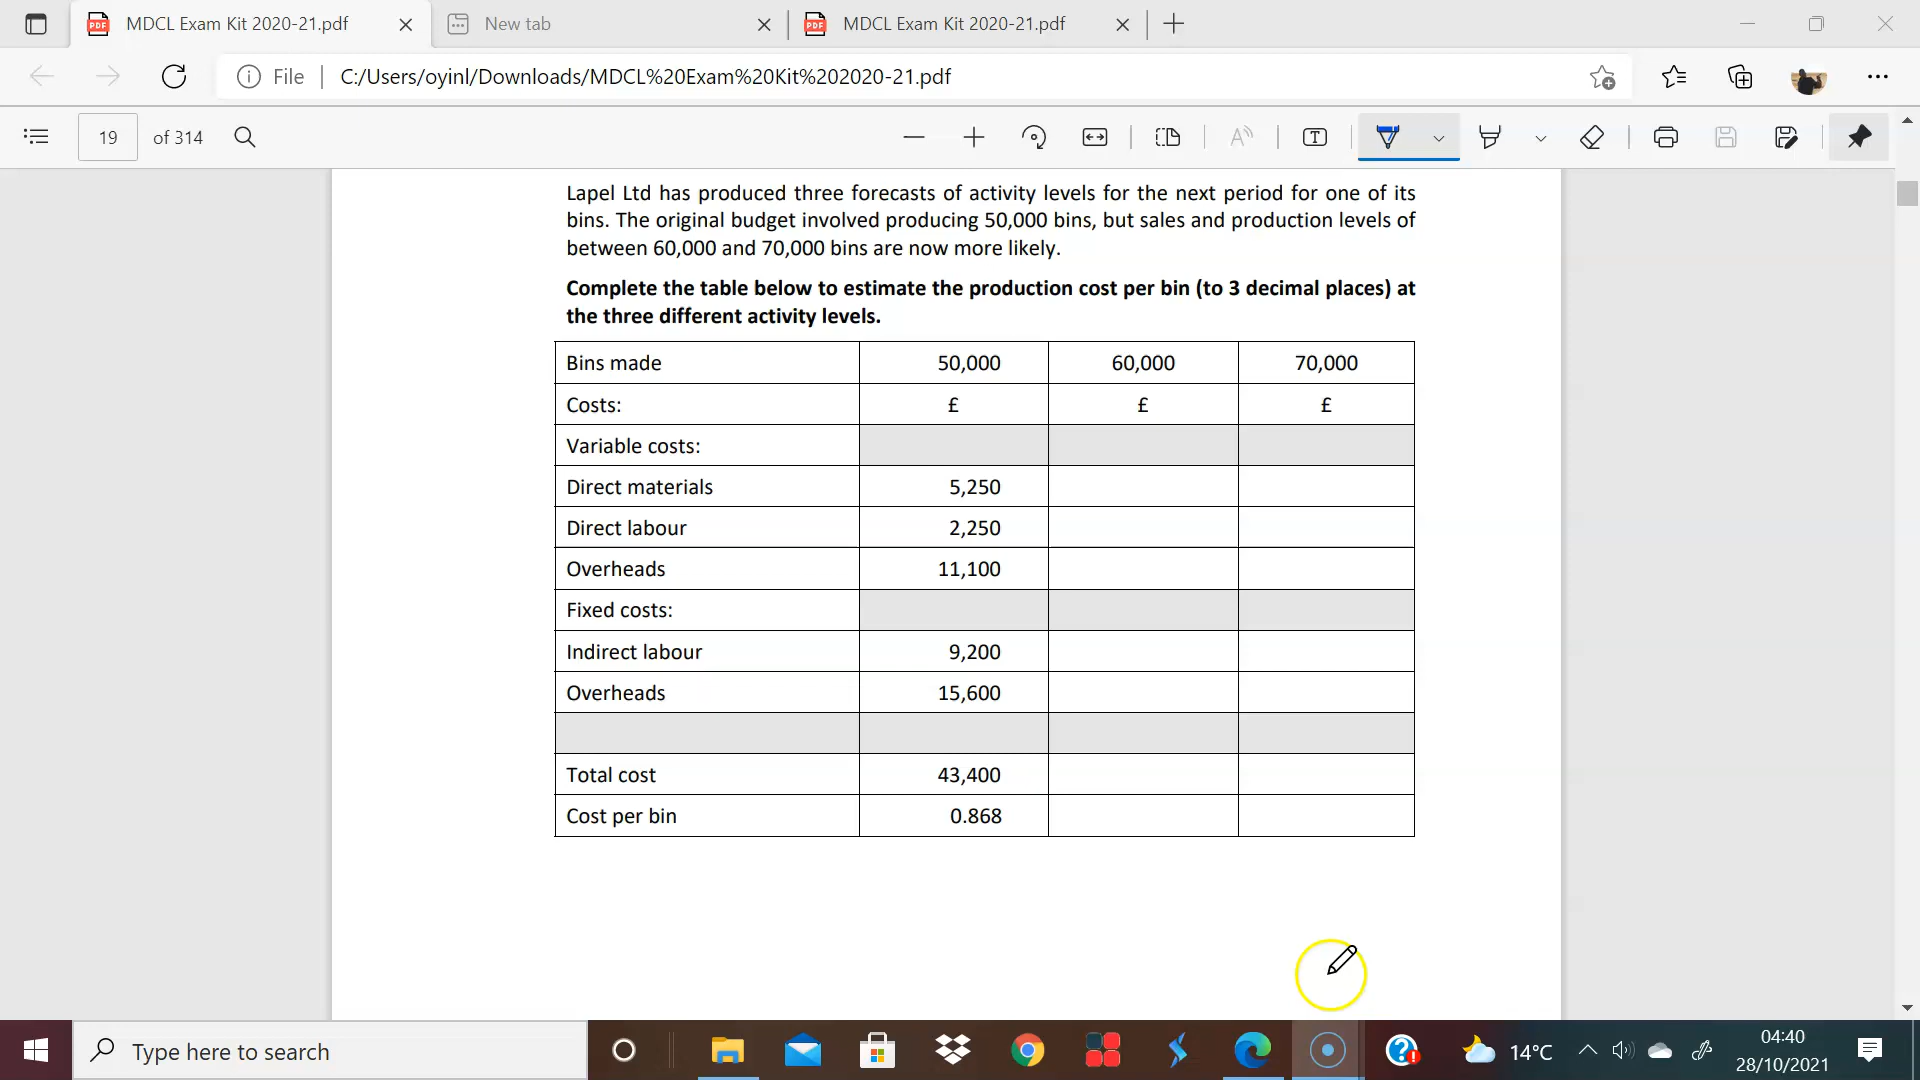 MDCL Exam Kit 2020-21.pdf
New tab
MDCL Exam Kit 2020-21.pdf
File
C:/Users/oyinl/Downloads/MDCL%20Exam%20Kit%202020-21.pdf
19 of 314
Lapel Ltd has produced three forecasts of activity levels for the next period for one of its
bins. The original budget involved producing 50,000 bins, but sales and production levels of
between 60,000 and 70,000 bins are now more likely.
Complete the table below to estimate the production cost per bin (to 3 decimal places) at
the three different activity levels.
Bins made 50,000 60,000 70,000
Costs: £ £ £
Variable costs:
Direct materials 5,250
Direct labour 2,250
Overheads 11,100
Fixed costs:
Indirect labour 9,200
Overheads 15,600
Total cost 43,400
Cost per bin 0.868
Type here to search
14°C
04:40
28/10/2021